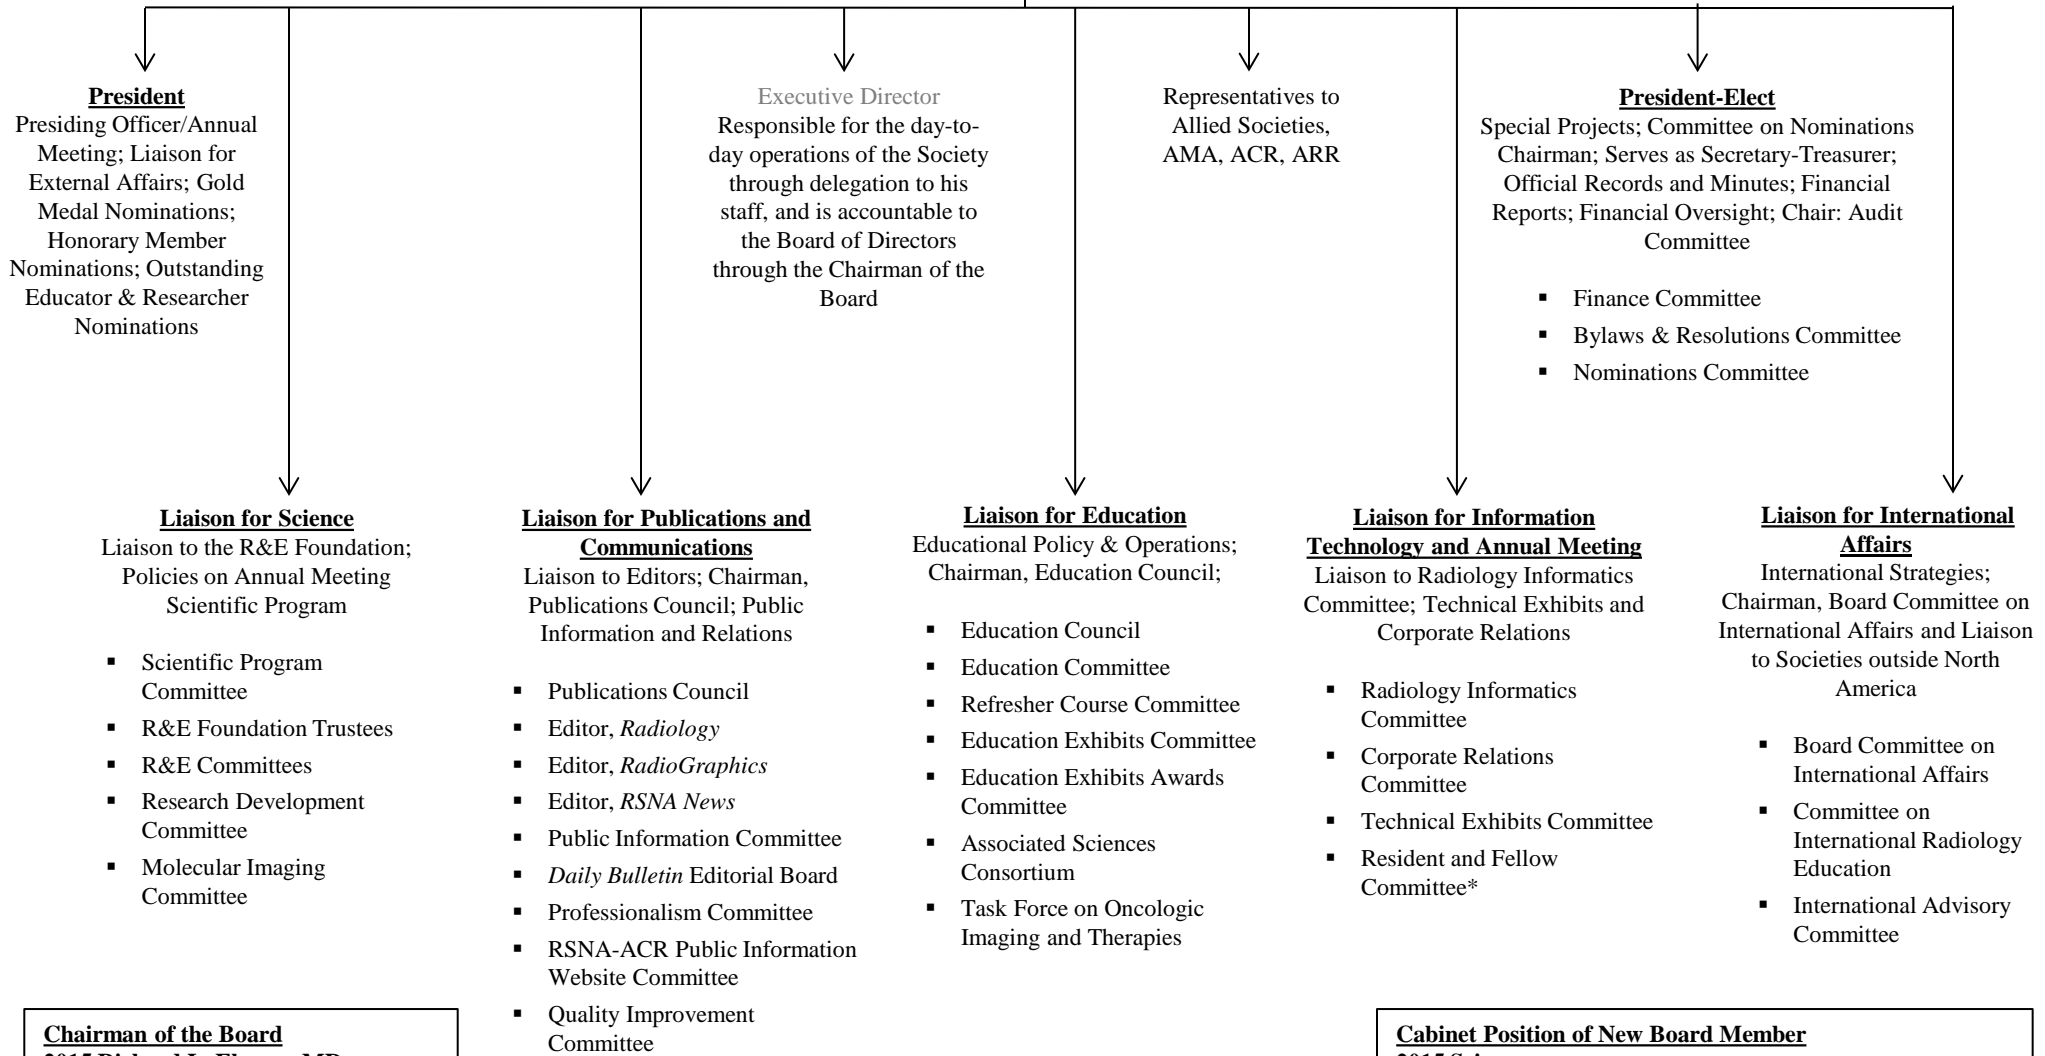 President
Presiding Officer/Annual
Meeting; Liaison for
External Affairs; Gold
Medal Nominations;
Honorary Member
Nominations; Outstanding
Educator & Researcher
Nominations
Executive Director
Responsible for the day-to-
day operations of the Society
through delegation to his
staff, and is accountable to
the Board of Directors
through the Chairman of the
Board
Representatives to
Allied Societies,
AMA, ACR, ARR
President-Elect
Special Projects; Committee on Nominations
Chairman; Serves as Secretary-Treasurer;
Official Records and Minutes; Financial
Reports; Financial Oversight; Chair: Audit
Committee
▪ Finance Committee
▪ Bylaws & Resolutions Committee
▪ Nominations Committee
Liaison for Science
Liaison to the R&E Foundation;
Policies on Annual Meeting
Scientific Program
▪ Scientific Program
Committee
▪ R&E Foundation Trustees
▪ R&E Committees
▪ Research Development
Committee
▪ Molecular Imaging
Committee
Liaison for Publications and
Communications
Liaison to Editors; Chairman,
Publications Council; Public
Information and Relations
▪ Publications Council
▪ Editor, Radiology
▪ Editor, RadioGraphics
▪ Editor, RSNA News
▪ Public Information Committee
▪ Daily Bulletin Editorial Board
▪ Professionalism Committee
▪ RSNA-ACR Public Information
Website Committee
▪ Quality Improvement
Committee
Liaison for Education
Educational Policy & Operations;
Chairman, Education Council;
▪ Education Council
▪ Education Committee
▪ Refresher Course Committee
▪ Education Exhibits Committee
▪ Education Exhibits Awards
Committee
▪ Associated Sciences
Consortium
▪ Task Force on Oncologic
Imaging and Therapies
Liaison for Information
Technology and Annual Meeting
Liaison to Radiology Informatics
Committee; Technical Exhibits and
Corporate Relations
▪ Radiology Informatics
Committee
▪ Corporate Relations
Committee
▪ Technical Exhibits Committee
▪ Resident and Fellow
Committee*
Liaison for International
Affairs
International Strategies;
Chairman, Board Committee on
International Affairs and Liaison
to Societies outside North
America
▪ Board Committee on
International Affairs
▪ Committee on
International Radiology
Education
▪ International Advisory
Committee
Chairman of the Board
Cabinet Position of New Board Member